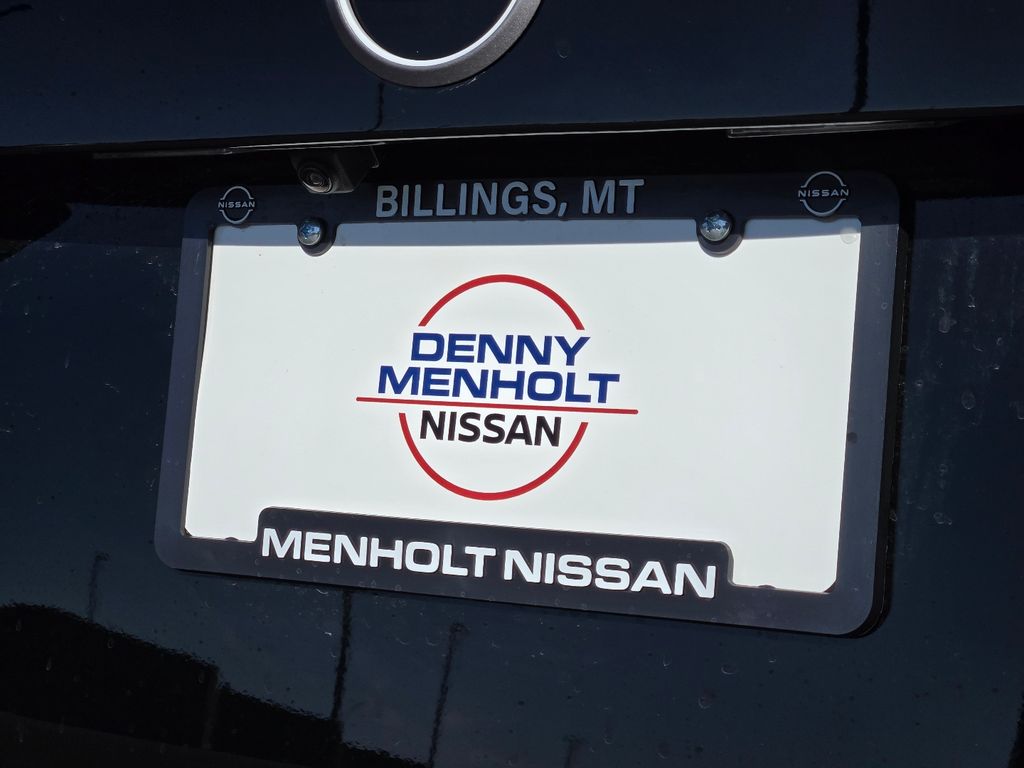 NISSAN
BILLINGS, MT
NISSAN
DENNY
MENHOLT
NISSAN
MENHOLT NISSAN